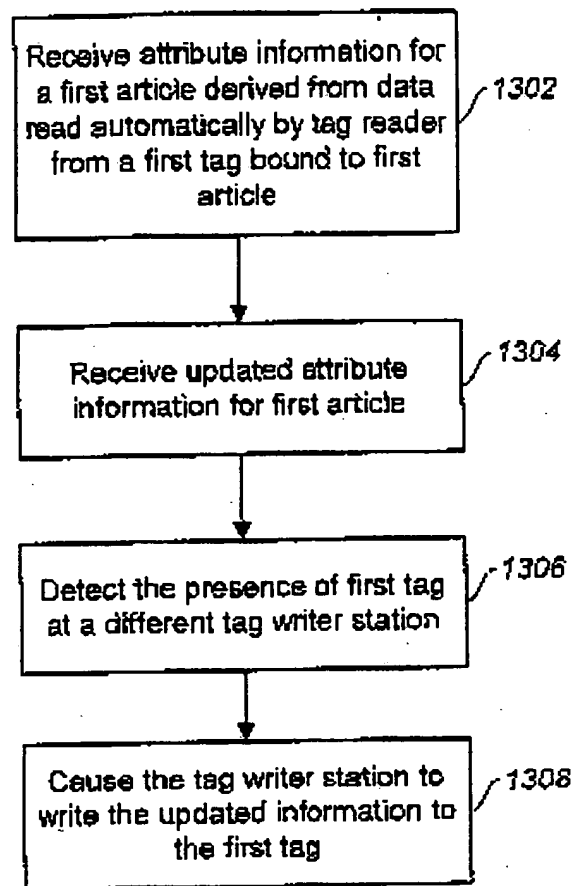 Receive attribute information for
a first article derived from data
read automatically by tag reader
from a first tag bound to first
article
1302
Receive updated attribute
information for first article
1304
Detect the presence of first tag
at a different tag writer station
1306
Cause the tag writer station to
write the updated information to
the first tag
1308